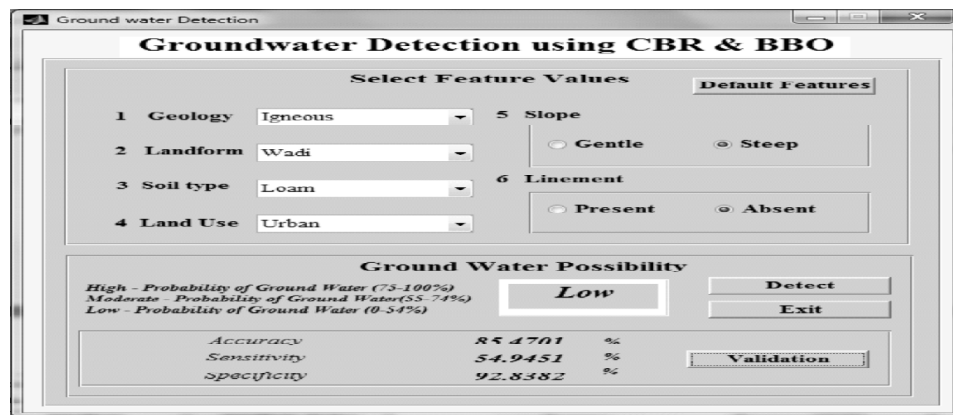 Ground water Detection
Groundwater Detection using CBR & BBO
Select Feature Values
Default Features
1 Geology Igneous
2 Landform Wadi
3 Soil type Loam
4 Land Use Urban
5 Slope
Gentle Steep
6 Linement
Present Absent
Ground Water Possibility
High - Probability of Ground Water (75-100%)
Moderate - Probability of Ground Water(55-74%)
Low - Probability of Ground Water (0-54%)
Low
Detect
Exit
Accuracy 85.4701 %
Sensitivity 54.9451 %
Specificity 92.8382 %
Validation